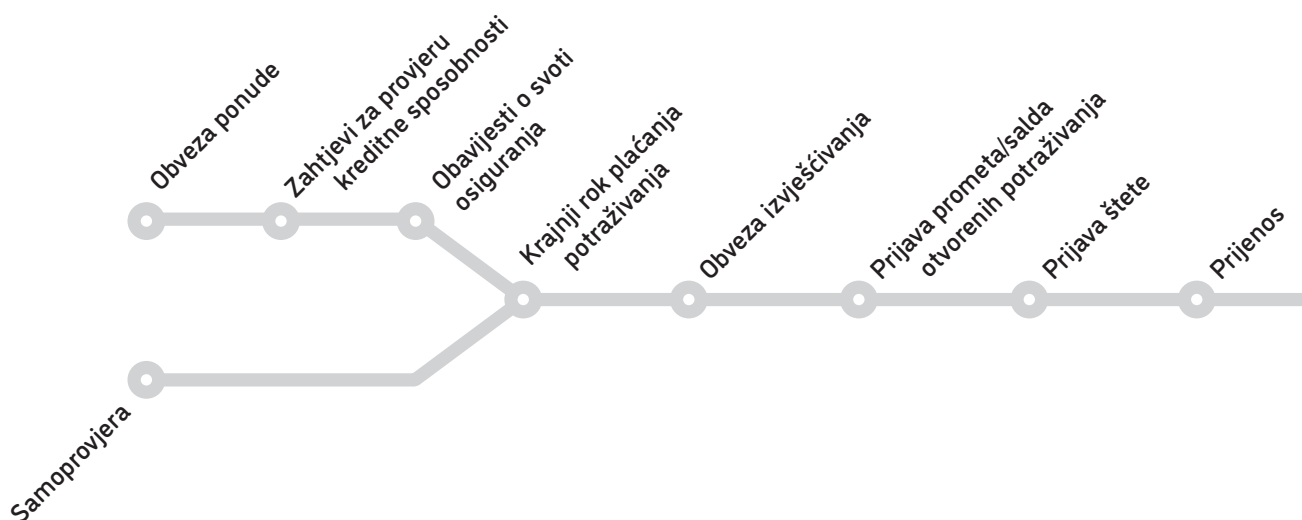 Obveza ponude
Zahtjevi za provjeru
kreditne sposobnosti
Obavijesti o svoti
osiguranja
Krajnji rok plaćanja
potraživanja
Obveza izvješćivanja
Prijava prometa/salda
otvorenih potraživanja
Prijava štete
Prijenos
Samoprovjera